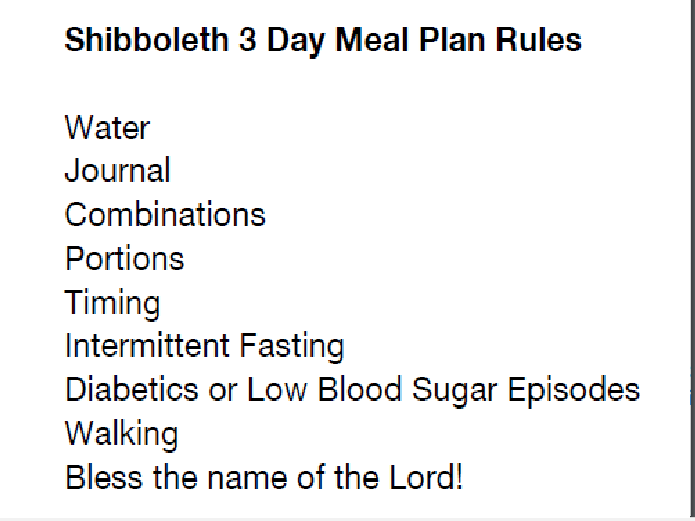 Shibboleth 3 Day Meal Plan Rules
Water
Journal
Combinations
Portions
Timing
Intermittent Fasting
Diabetics or Low Blood Sugar Episodes
Walking
Bless the name of the Lord!